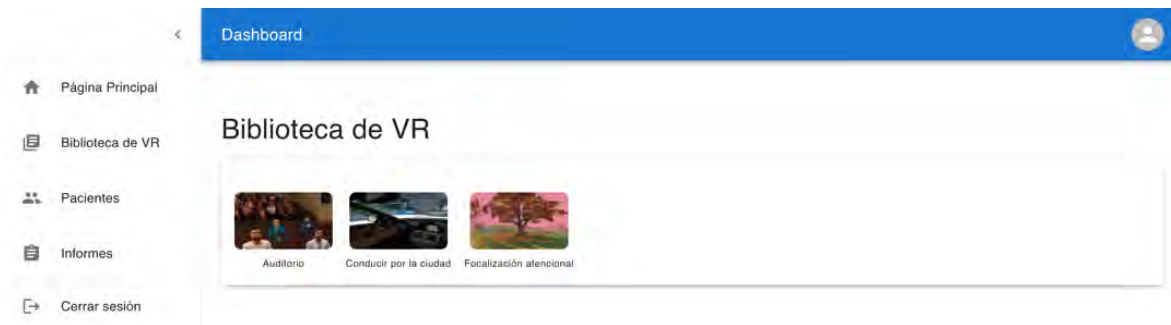 Dashboard
Página Principal
Biblioteca de VR
Pacientes
Informes
Cerrar sesión
Biblioteca de VR
Auditorio
Conducir por la ciudad
Focalización atencional